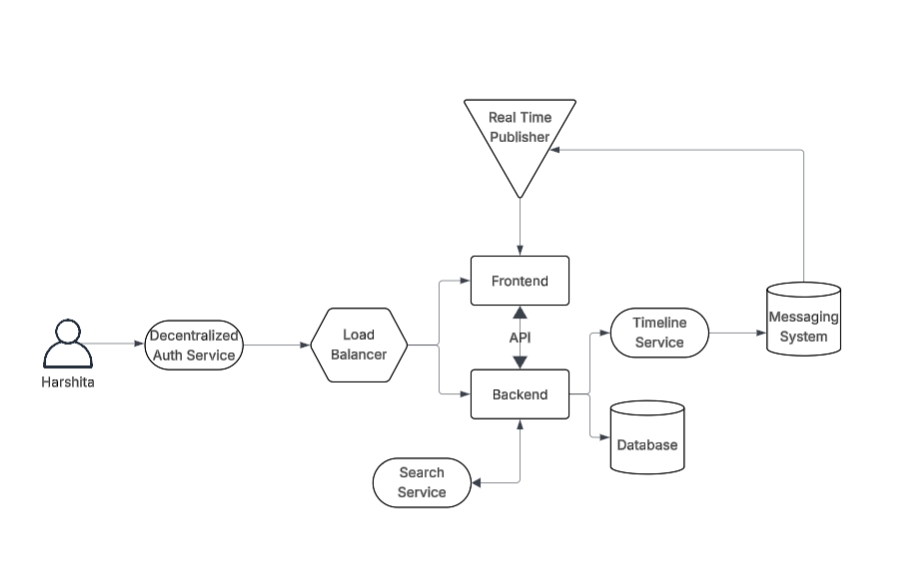 Real Time
Publisher
Frontend
API
Backend
Decentralized
Auth Service
Load
Balancer
Harshita
Timeline
Service
Messaging
System
Database
Search
Service